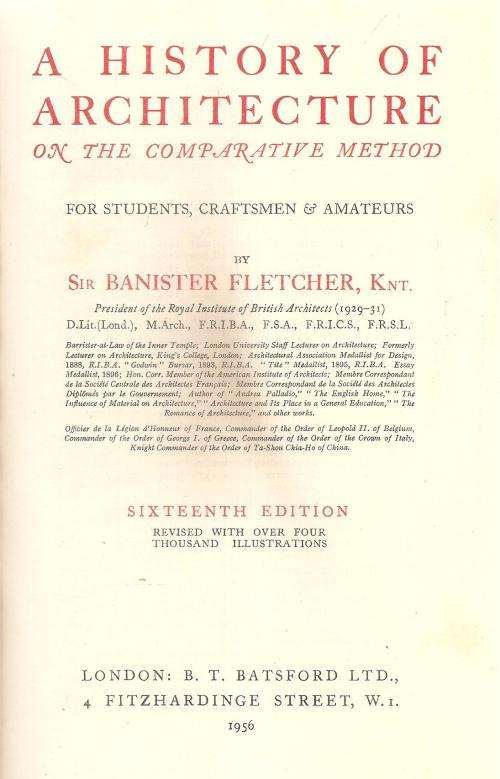 A HISTORY OF
ARCHITECTURE
ON THE COMPARATIVE METHOD
FOR STUDENTS, CRAFTSMEN & AMATEURS
BY
SIR BANISTER FLETCHER, KNT.
President of the Royal Institute of British Architects (1929–31)
D.Lit.(Lond.), M.Arch., F.R.I.B.A., F.S.A., F.R.I.C.S., F.R.S.L.
Barrister-at-Law of the Inner Temple; London University Staff Lecturer on Architecture; Formerly
Lecturer on Architecture, King's College, London; Architectural Association Medallist for Design,
1888, R.I.B.A. "Godwin" Bursar, 1893, R.I.B.A. "Tite" Medallist, 1895, R.I.B.A. Essay
Medallist, 1896; Hon. Corr. Member of the American Institute of Architects; Membre Correspondant
de la Société Centrale des Architectes Français; Membre Correspondant de la Société des Architectes
Diplômés par le Gouvernement; Author of "Andrea Palladio," "The English Home," "The
Influence of Material on Architecture," "Architecture and Its Place in a General Education," "The
Romance of Architecture," and other works.
Officier de la Légion d'Honneur of France, Commander of the Order of Leopold II. of Belgium,
Commander of the Order of George I. of Greece, Commander of the Order of the Crown of Italy,
Knight Commander of the Order of Ta-Shou Chia-Ho of China.
SIXTEENTH EDITION
REVISED WITH OVER FOUR
THOUSAND ILLUSTRATIONS
LONDON: B. T. BATSFORD LTD.,
4 FITZHARDINGE STREET, W.1.
1956